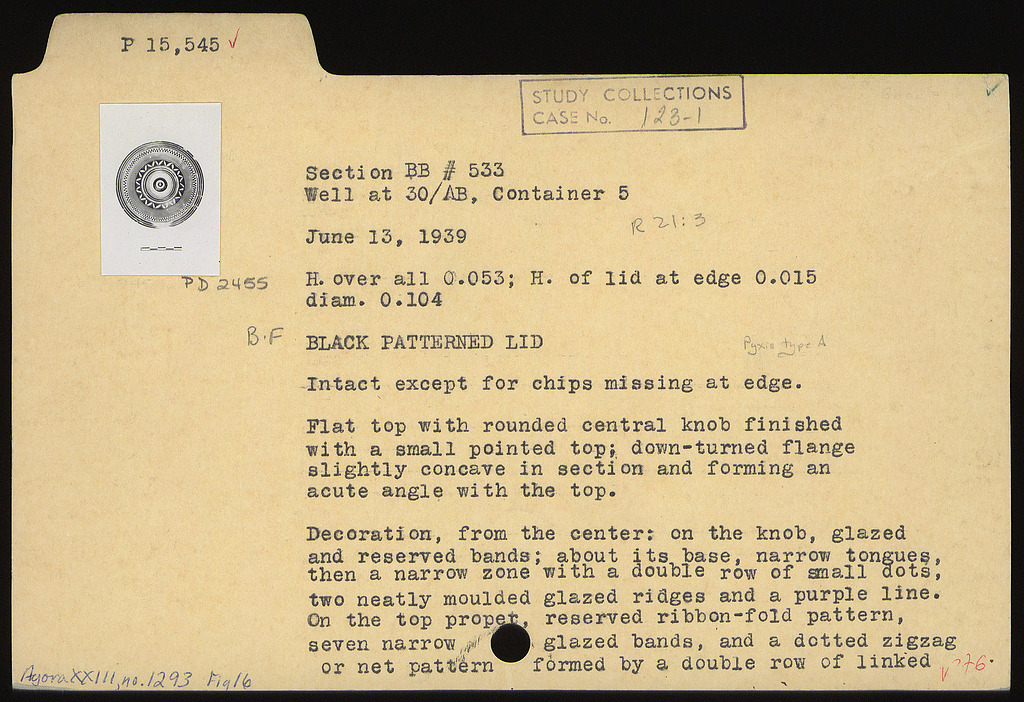 P 15,545 ✓
STUDY COLLECTIONS
CASE No. 123-1
Section BB # 533
Well at 30/AB, Container 5
R 21:3
June 13, 1939
PD 2455
H. over all 0.053; H. of lid at edge 0.015
diam. 0.104
B.F
BLACK PATTERNED LID
Pyxis type A
Intact except for chips missing at edge.
Flat top with rounded central knob finished
with a small pointed top; down-turned flange
slightly concave in section and forming an
acute angle with the top.
Decoration, from the center: on the knob, glazed
and reserved bands; about its base, narrow tongues,
then a narrow zone with a double row of small dots,
two neatly moulded glazed ridges and a purple line.
On the top proper, reserved ribbon-fold pattern,
seven narrow glazed bands, and a dotted zigzag
or net pattern formed by a double row of linked
Agora XXIII, no. 1293 Fig 16